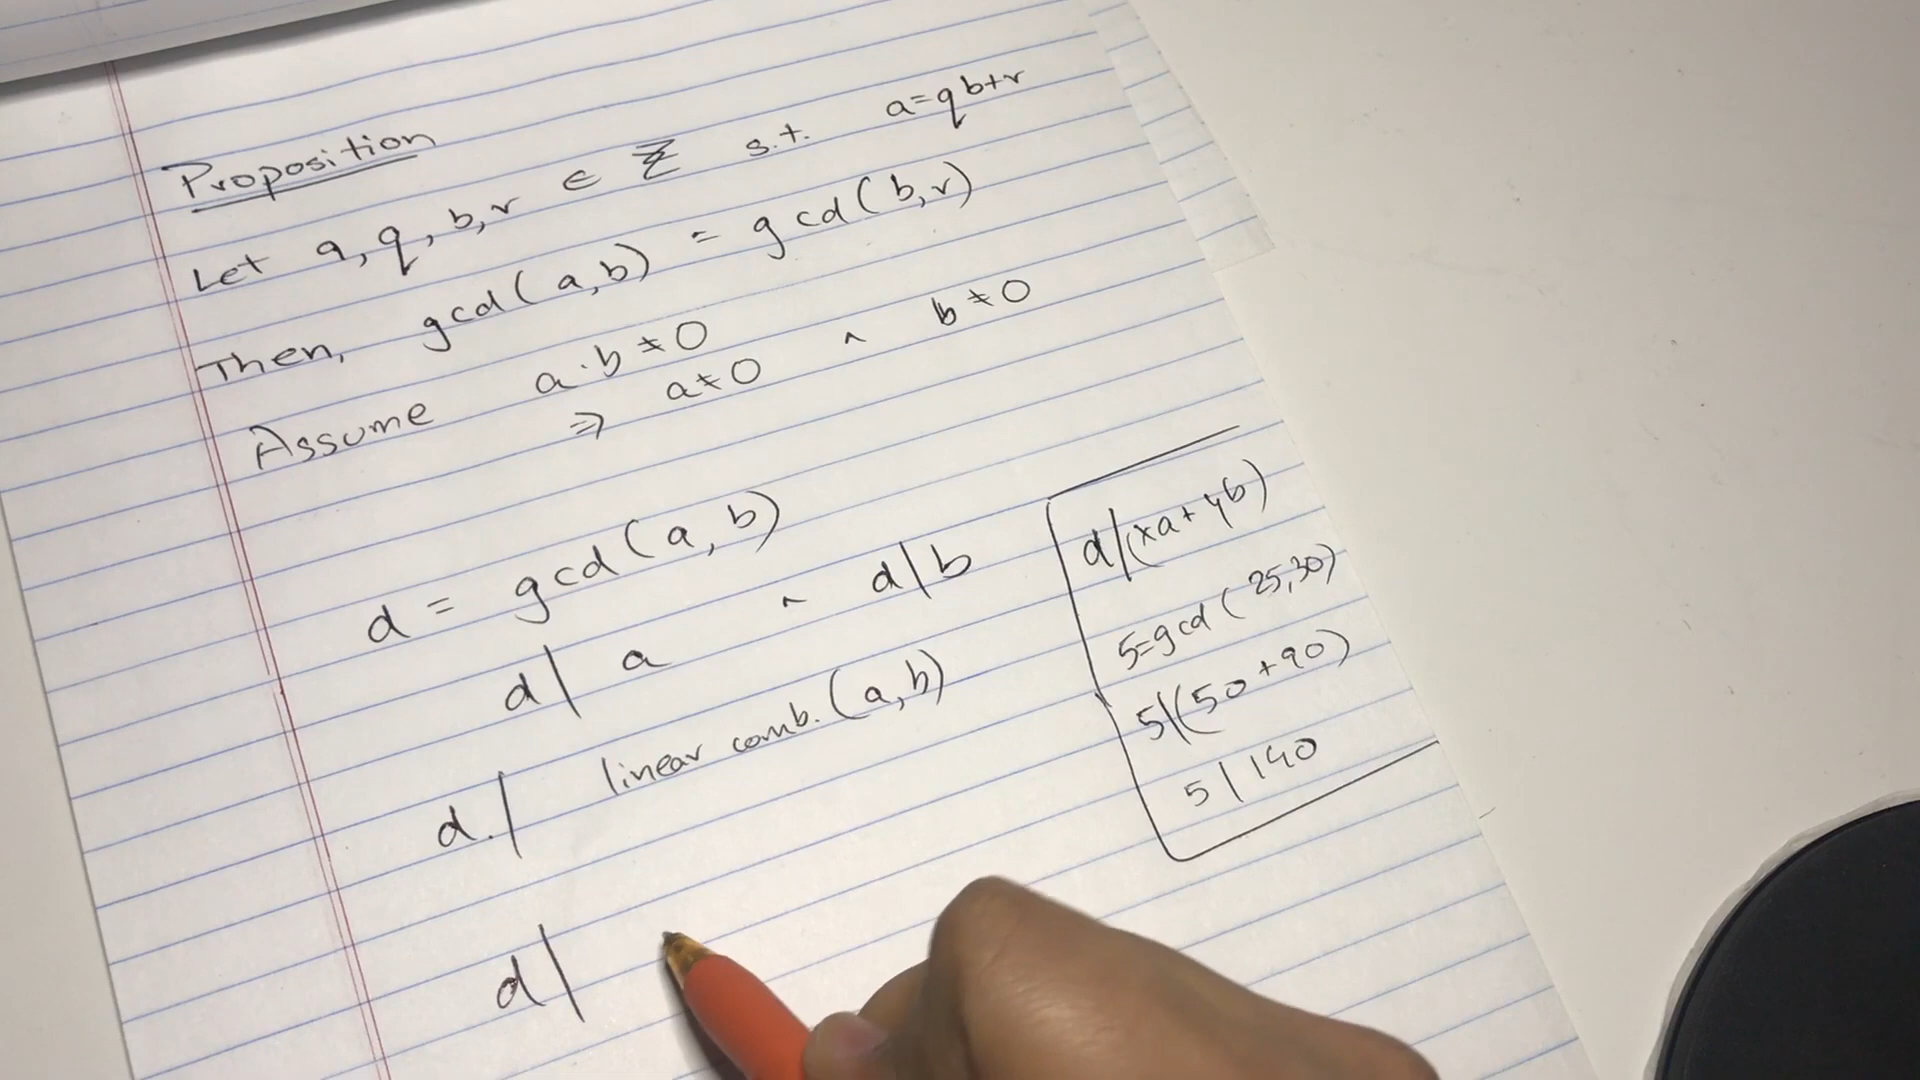 Proposition
Let a, q, b, r ∈ ℤ s.t. a=qb+r
Then, gcd(a,b) = gcd(b,r)
Assume a·b≠0
⇒ a≠0 ^ b≠0
d = gcd(a,b)
d| a ^ d|b
d.| linear comb.(a,b)
d|
d|(xa+yb)
5=gcd(25,30)
5|(50+90)
5|140